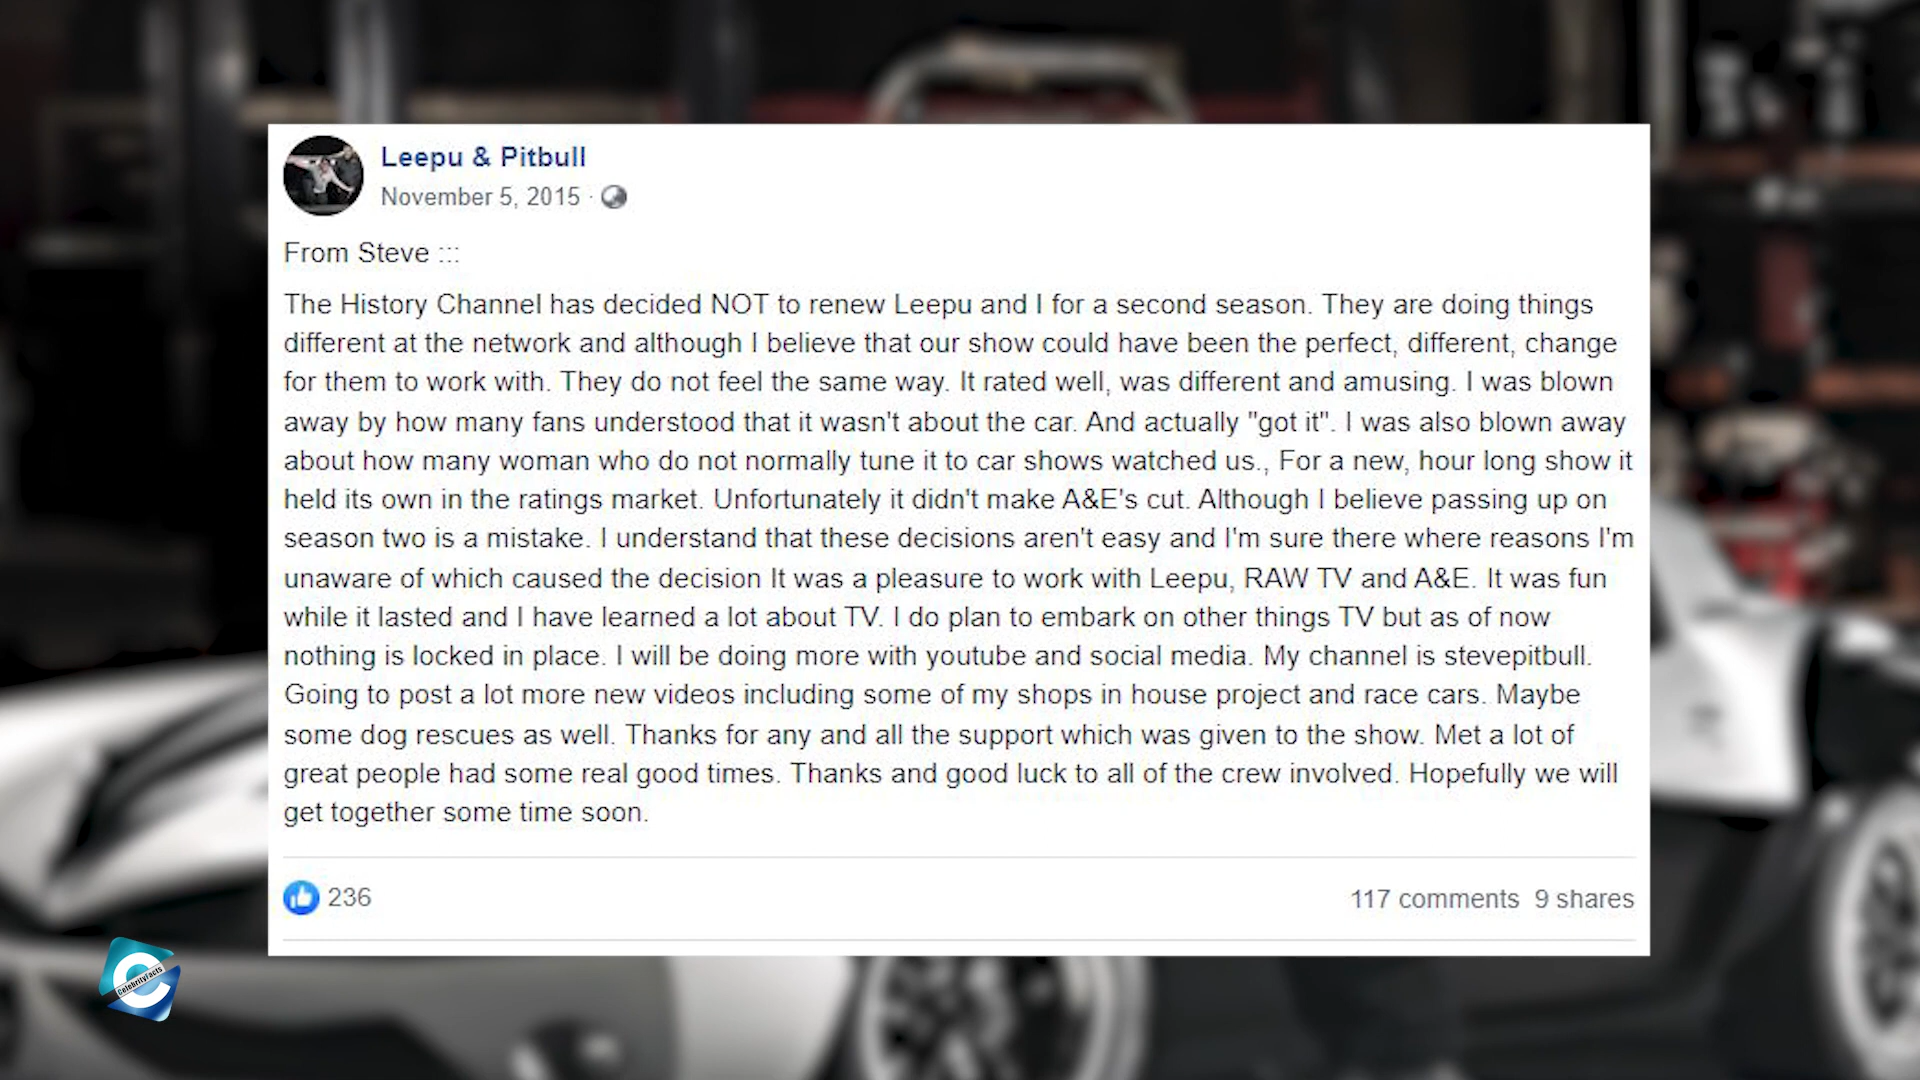 Leepu & Pitbull
November 5, 2015 ·
From Steve :::
The History Channel has decided NOT to renew Leepu and I for a second season. They are doing things
different at the network and although I believe that our show could have been the perfect, different, change
for them to work with. They do not feel the same way. It rated well, was different and amusing. I was blown
away by how many fans understood that it wasn't about the car. And actually "got it". I was also blown away
about how many woman who do not normally tune it to car shows watched us., For a new, hour long show it
held its own in the ratings market. Unfortunately it didn't make A&E's cut. Although I believe passing up on
season two is a mistake. I understand that these decisions aren't easy and I'm sure there where reasons I'm
unaware of which caused the decision It was a pleasure to work with Leepu, RAW TV and A&E. It was fun
while it lasted and I have learned a lot about TV. I do plan to embark on other things TV but as of now
nothing is locked in place. I will be doing more with youtube and social media. My channel is stevepitbull.
Going to post a lot more new videos including some of my shops in house project and race cars. Maybe
some dog rescues as well. Thanks for any and all the support which was given to the show. Met a lot of
great people had some real good times. Thanks and good luck to all of the crew involved. Hopefully we will
get together some time soon.
236
117 comments 9 shares
CelebrityFacts